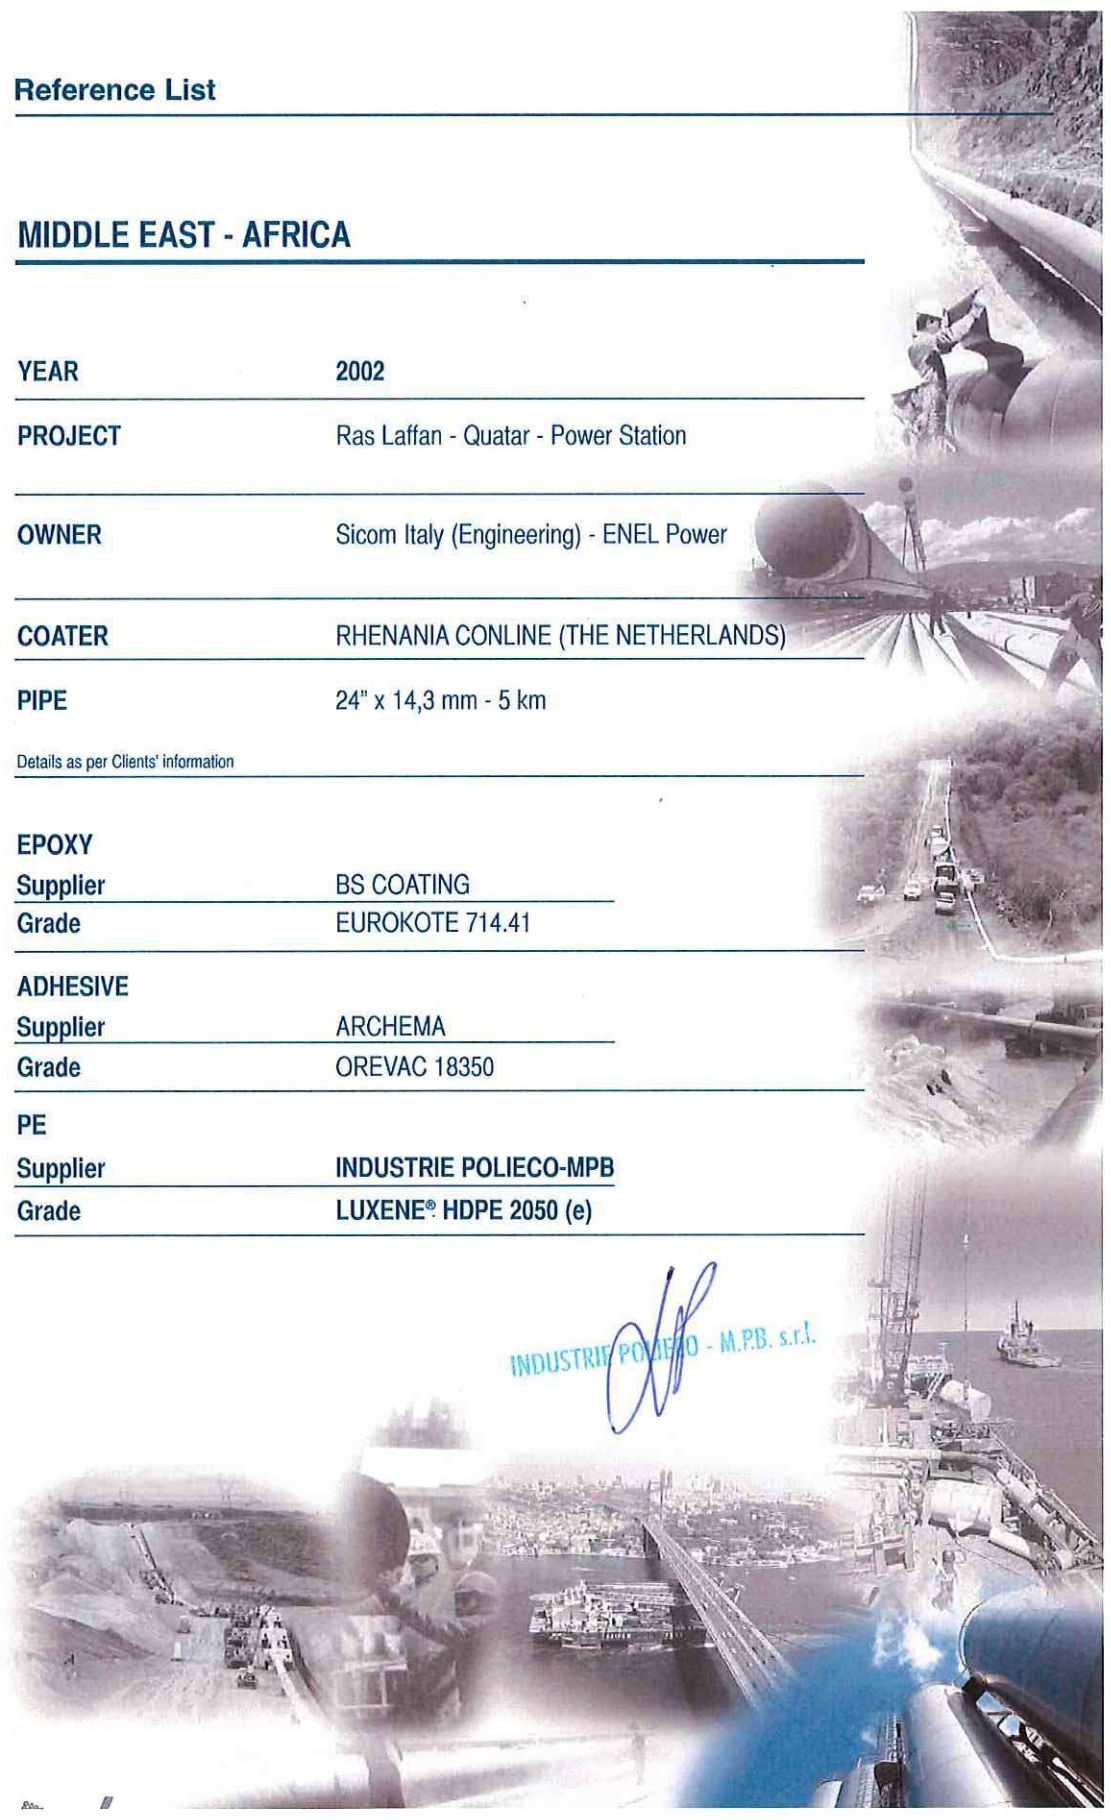 Reference List
MIDDLE EAST - AFRICA
YEAR 2002
PROJECT Ras Laffan - Quatar - Power Station
OWNER Sicom Italy (Engineering) - ENEL Power
COATER RHENANIA CONLINE (THE NETHERLANDS)
PIPE 24" x 14,3 mm - 5 km
Details as per Clients' information
EPOXY
Supplier BS COATING
Grade EUROKOTE 714.41
ADHESIVE
Supplier ARCHEMA
Grade OREVAC 18350
PE
Supplier INDUSTRIE POLIECO-MPB
Grade LUXENE® HDPE 2050 (e)
INDUSTRIE POLIECO - M.P.B. s.r.l.